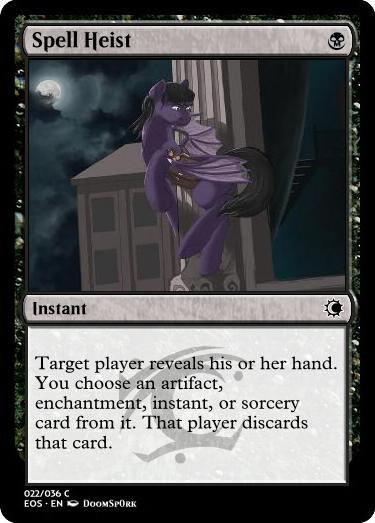 Spell Heist
Instant
Target player reveals his or her hand.
You choose an artifact,
enchantment, instant, or sorcery
card from it. That player discards
that card.
022/036 C
EOS • EN DoomSp0rk